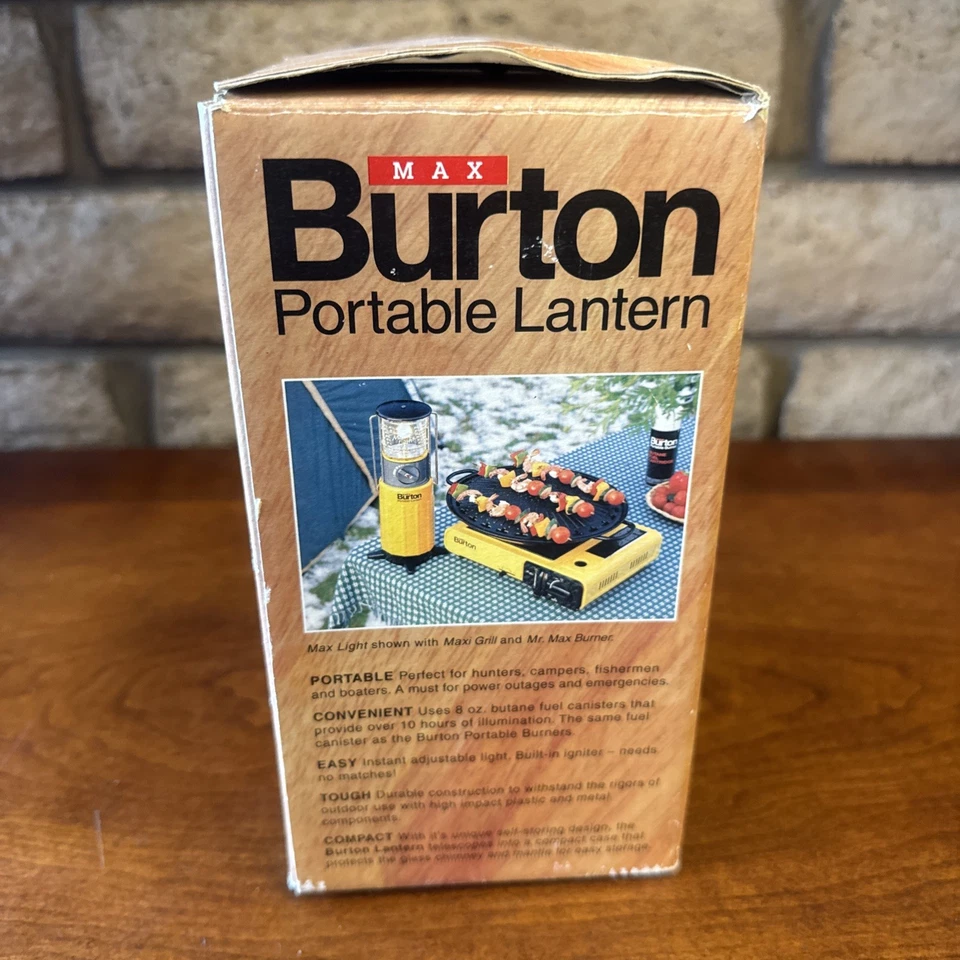 MAX
Burton
Portable Lantern
Burton
Burton
Burton
Max Light shown with Maxi Grill and Mr. Max Burner.
PORTABLE Perfect for hunters, campers, fishermen
and boaters. A must for power outages and emergencies.
CONVENIENT Uses 8 oz. butane fuel canisters that
provide over 10 hours of illumination. The same fuel
canister as the Burton Portable Burners.
EASY Instant adjustable light. Built-in igniter – needs
no matches!
TOUGH Durable construction to withstand the rigors of
outdoor use with high impact plastic and metal
components.
COMPACT With it's unique self-storing design, the
Burton Lantern telescopes into a compact case that
protects the glass chimney and mantle for easy storage.